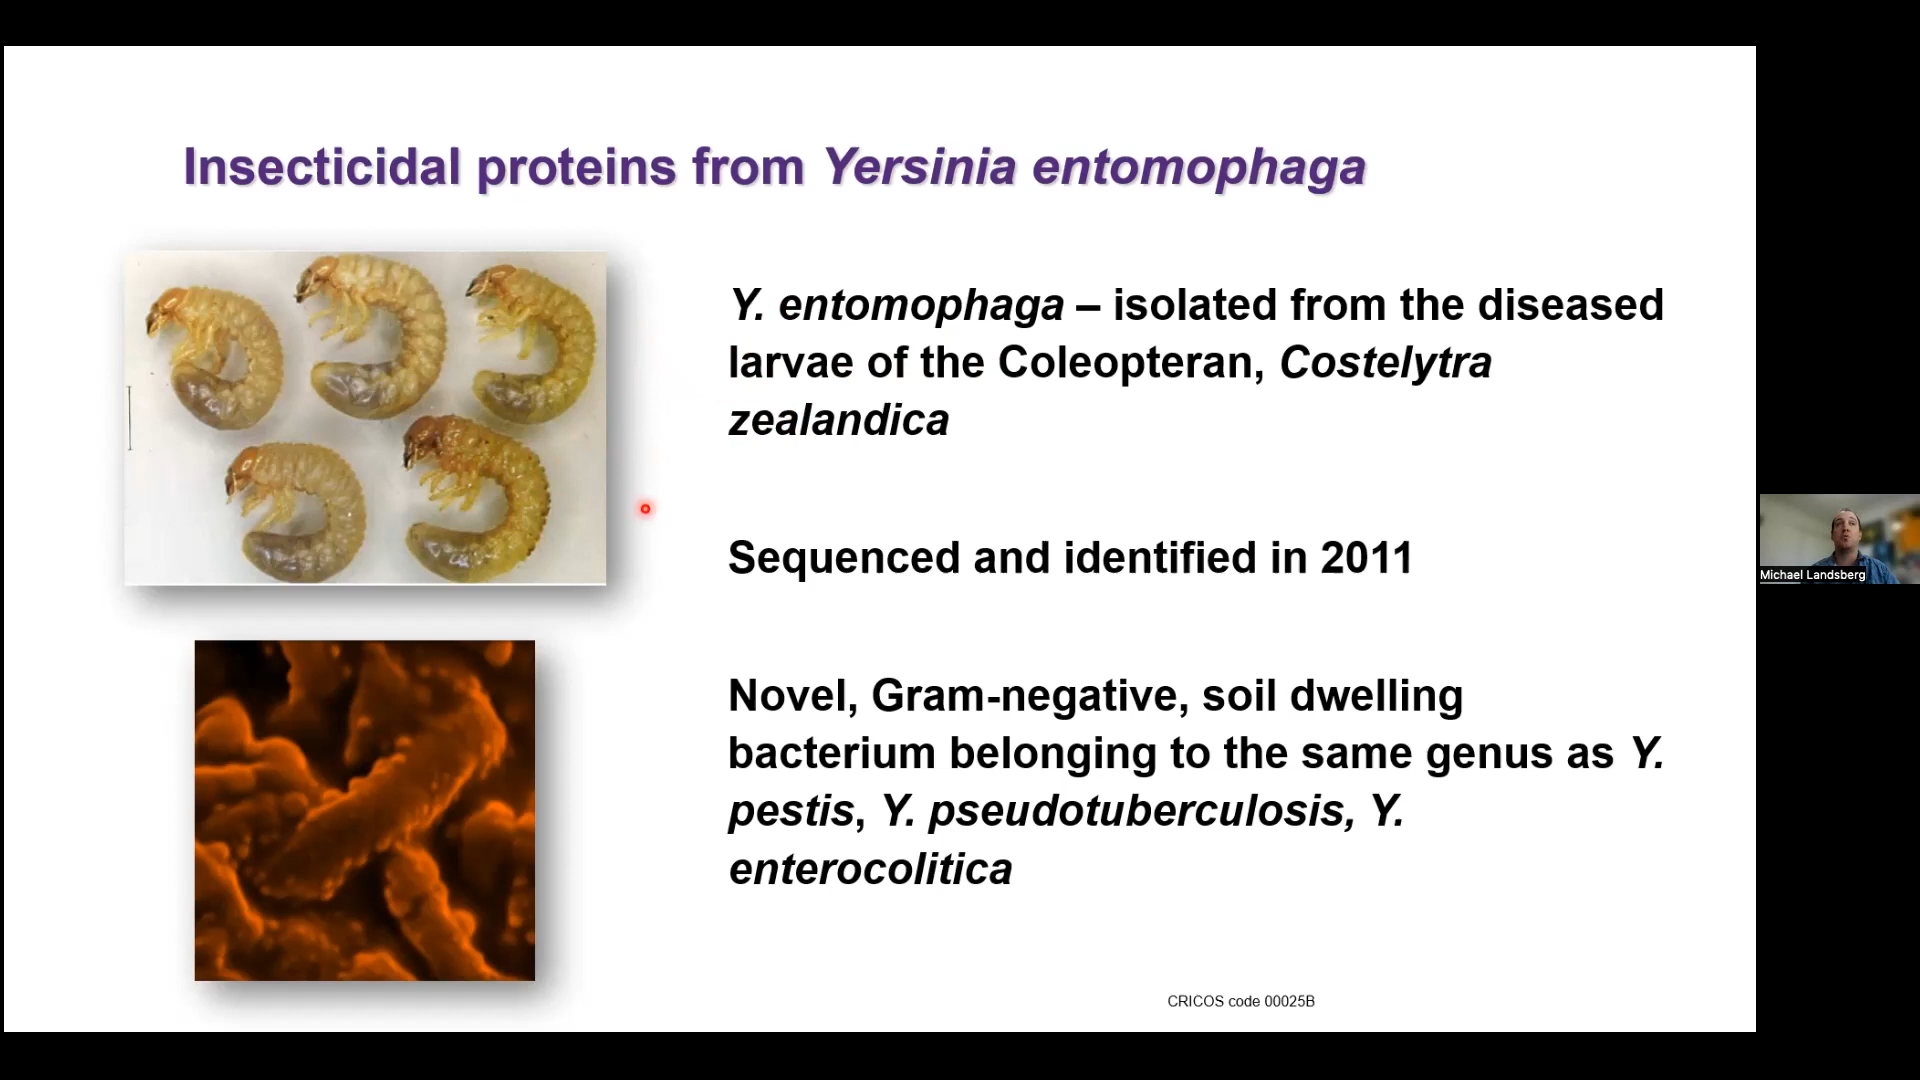 Insecticidal proteins from Yersinia entomophaga
Y. entomophaga – isolated from the diseased
larvae of the Coleopteran, Costelytra
zealandica
Sequenced and identified in 2011
Novel, Gram-negative, soil dwelling
bacterium belonging to the same genus as Y.
pestis, Y. pseudotuberculosis, Y.
enterocolitica
CRICOS code 00025B
Michael Landsberg